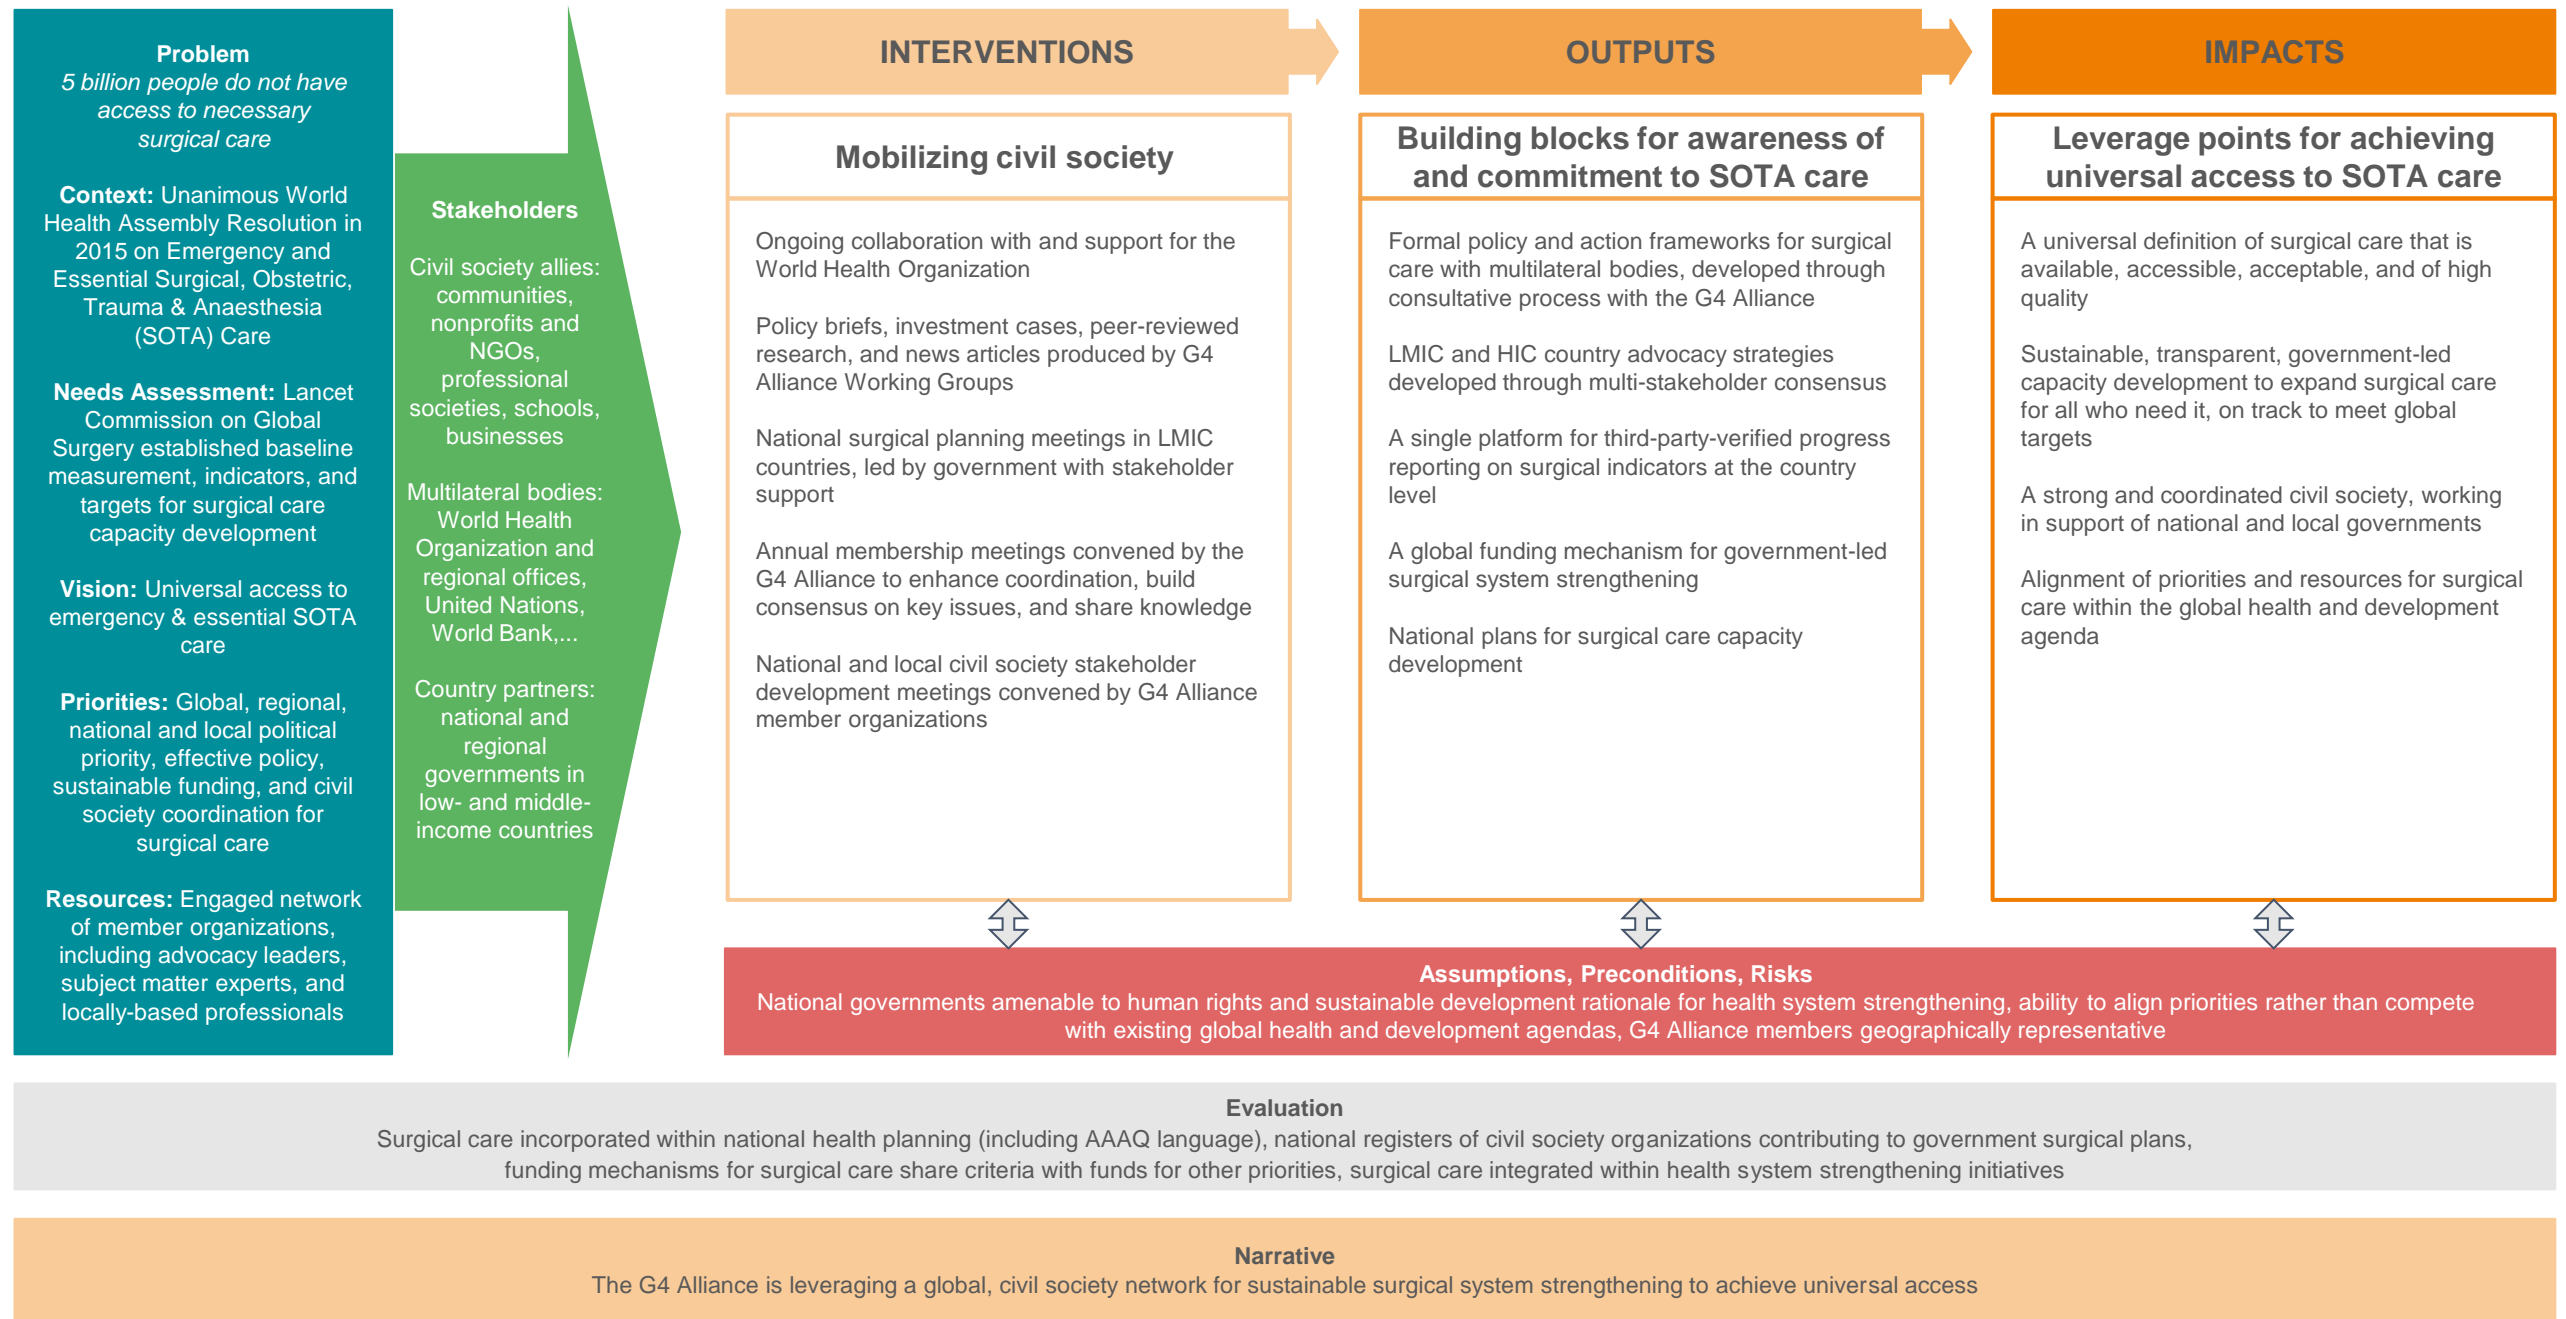 Problem
5 billion people do not have
access to necessary
surgical care
Context: Unanimous World
Health Assembly Resolution in
2015 on Emergency and
Essential Surgical, Obstetric,
Trauma & Anaesthesia
(SOTA) Care
Needs Assessment: Lancet
Commission on Global
Surgery established baseline
measurement, indicators, and
targets for surgical care
capacity development
Vision: Universal access to
emergency & essential SOTA
care
Priorities: Global, regional,
national and local political
priority, effective policy,
sustainable funding, and civil
society coordination for
surgical care
Resources: Engaged network
of member organizations,
including advocacy leaders,
subject matter experts, and
locally-based professionals
Stakeholders
Civil society allies:
communities,
nonprofits and
NGOs,
professional
societies, schools,
businesses
Multilateral bodies:
World Health
Organization and
regional offices,
United Nations,
World Bank,...
Country partners:
national and
regional
governments in
low- and middle-
income countries
INTERVENTIONS
Mobilizing civil society
Ongoing collaboration with and support for the
World Health Organization
Policy briefs, investment cases, peer-reviewed
research, and news articles produced by G4
Alliance Working Groups
National surgical planning meetings in LMIC
countries, led by government with stakeholder
support
Annual membership meetings convened by the
G4 Alliance to enhance coordination, build
consensus on key issues, and share knowledge
National and local civil society stakeholder
development meetings convened by G4 Alliance
member organizations
OUTPUTS
Building blocks for awareness of
and commitment to SOTA care
Formal policy and action frameworks for surgical
care with multilateral bodies, developed through
consultative process with the G4 Alliance
LMIC and HIC country advocacy strategies
developed through multi-stakeholder consensus
A single platform for third-party-verified progress
reporting on surgical indicators at the country
level
A global funding mechanism for government-led
surgical system strengthening
National plans for surgical care capacity
development
IMPACTS
Leverage points for achieving
universal access to SOTA care
A universal definition of surgical care that is
available, accessible, acceptable, and of high
quality
Sustainable, transparent, government-led
capacity development to expand surgical care
for all who need it, on track to meet global
targets
A strong and coordinated civil society, working
in support of national and local governments
Alignment of priorities and resources for surgical
care within the global health and development
agenda
Assumptions, Preconditions, Risks
National governments amenable to human rights and sustainable development rationale for health system strengthening, ability to align priorities rather than compete
with existing global health and development agendas, G4 Alliance members geographically representative
Evaluation
Surgical care incorporated within national health planning (including AAAQ language), national registers of civil society organizations contributing to government surgical plans,
funding mechanisms for surgical care share criteria with funds for other priorities, surgical care integrated within health system strengthening initiatives
Narrative
The G4 Alliance is leveraging a global, civil society network for sustainable surgical system strengthening to achieve universal access